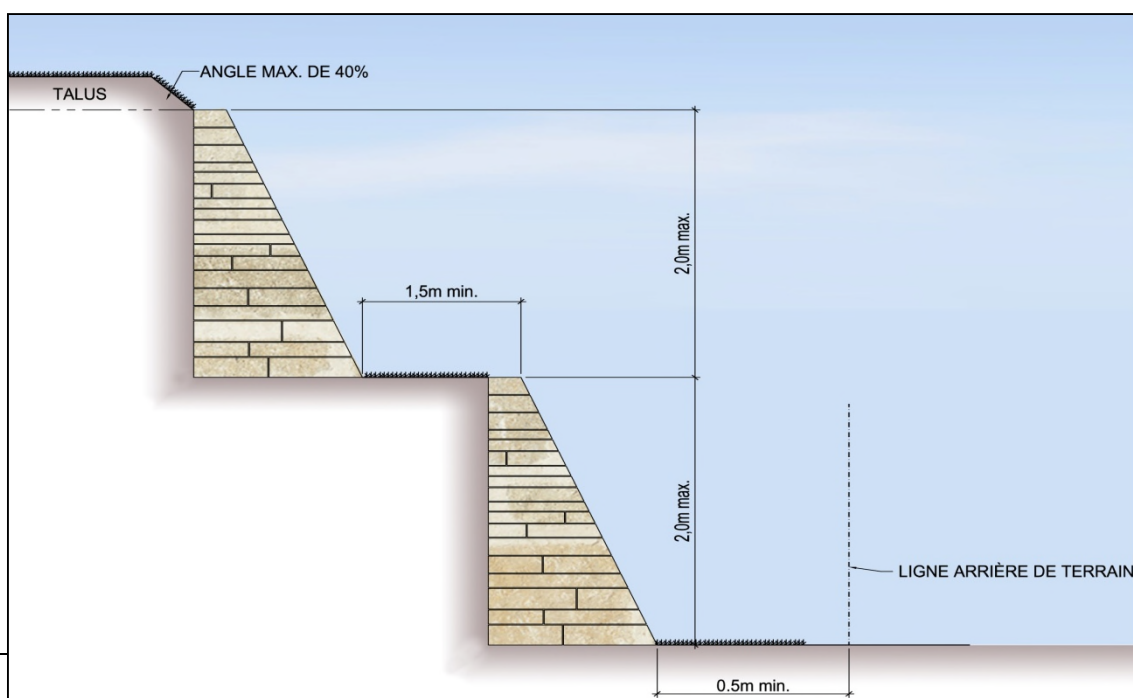 ANGLE MAX. DE 40%
TALUS
2,0m max.
1,5m min.
2,0m max.
LIGNE ARRIÈRE DE TERRAIN
0.5m min.